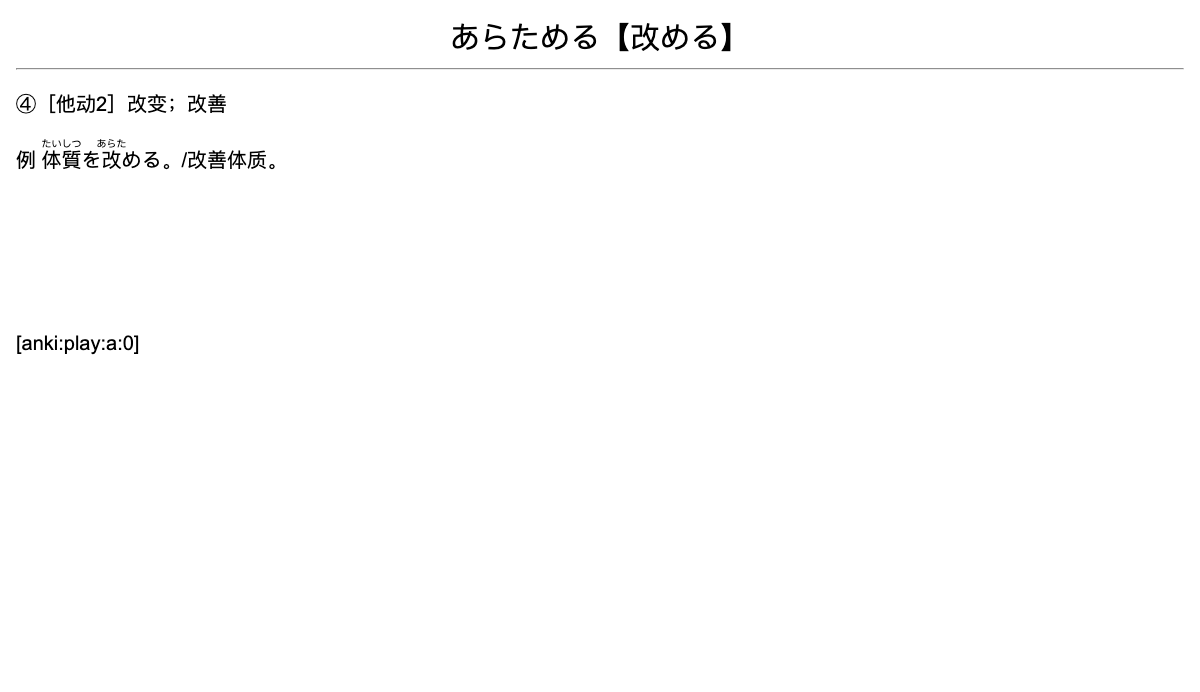 あらためる【改める】
④［他动2］改变；改善
たいしつ あらた
例 体質を改める。/改善体质。
[anki:play:a:0]